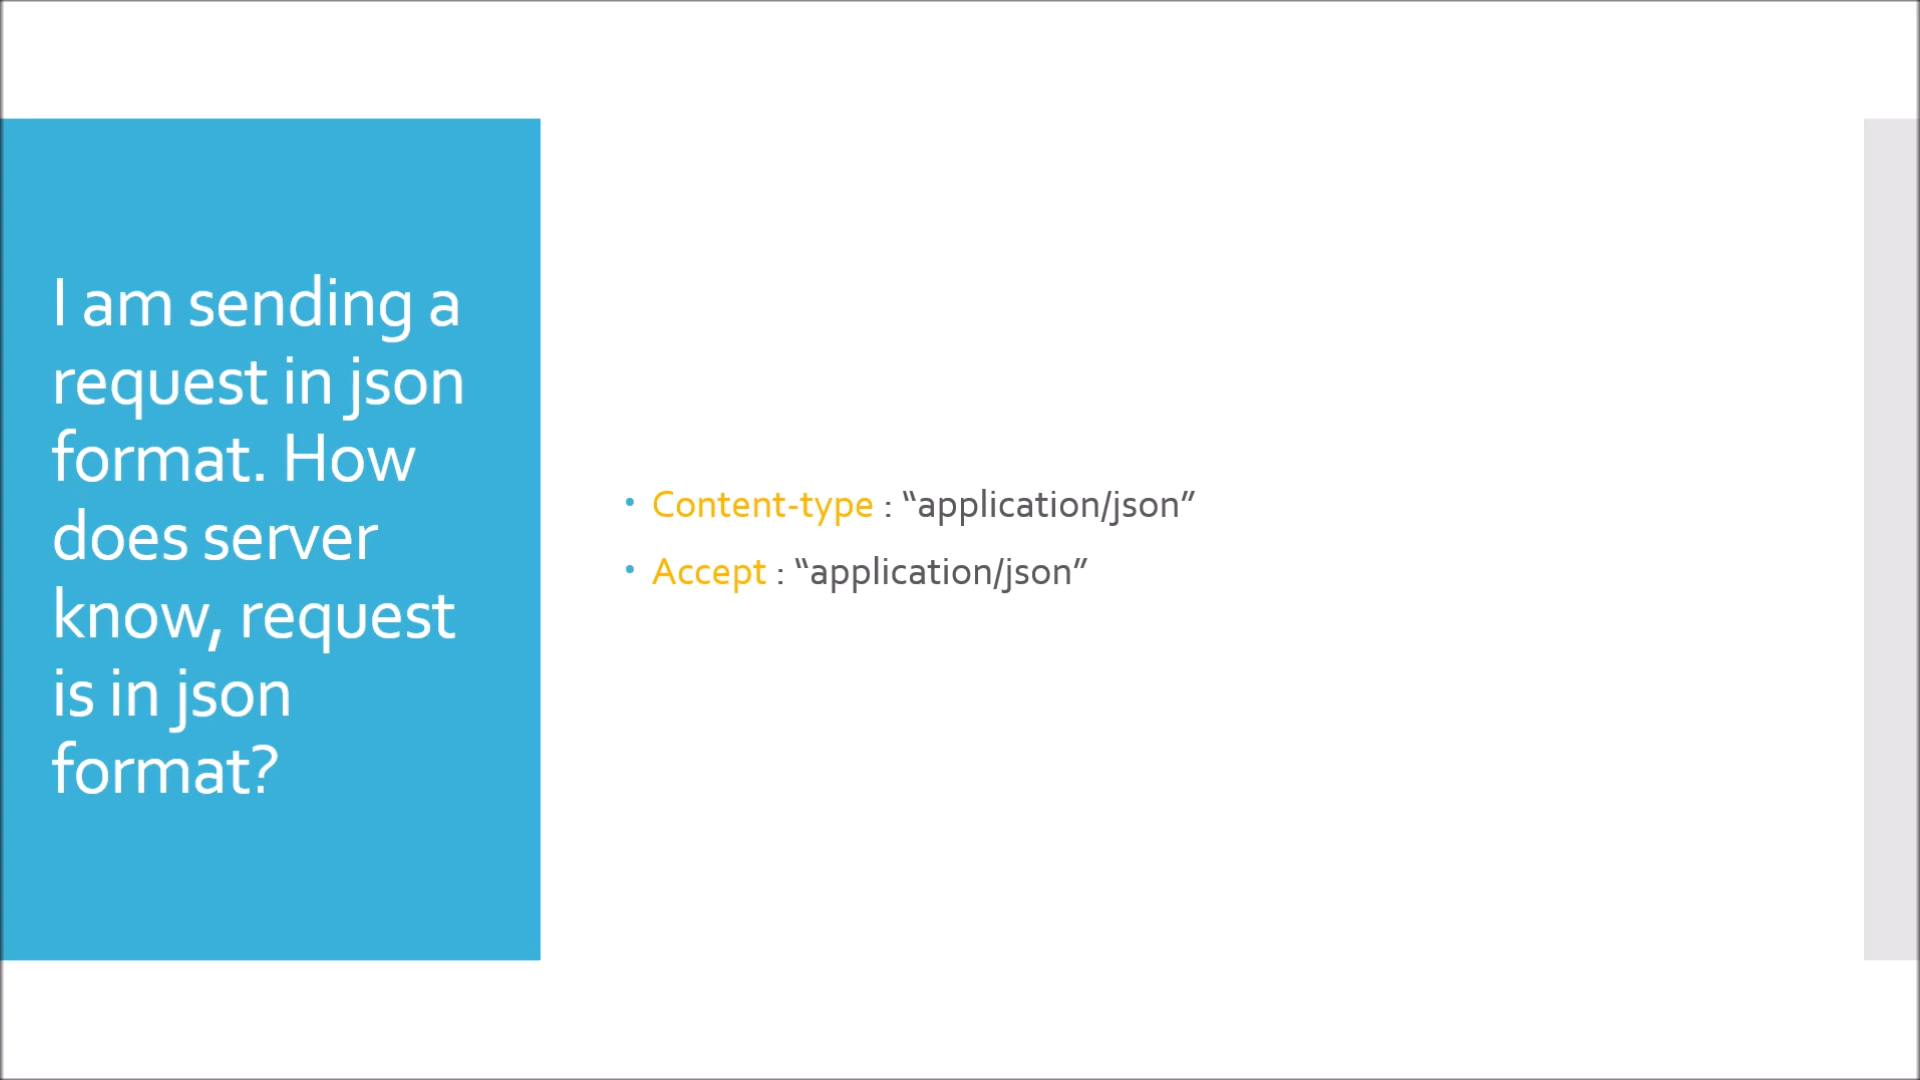 I am sending a
request in json
format. How
does server
know, request
is in json
format?
• Content-type : “application/json”
• Accept : “application/json”